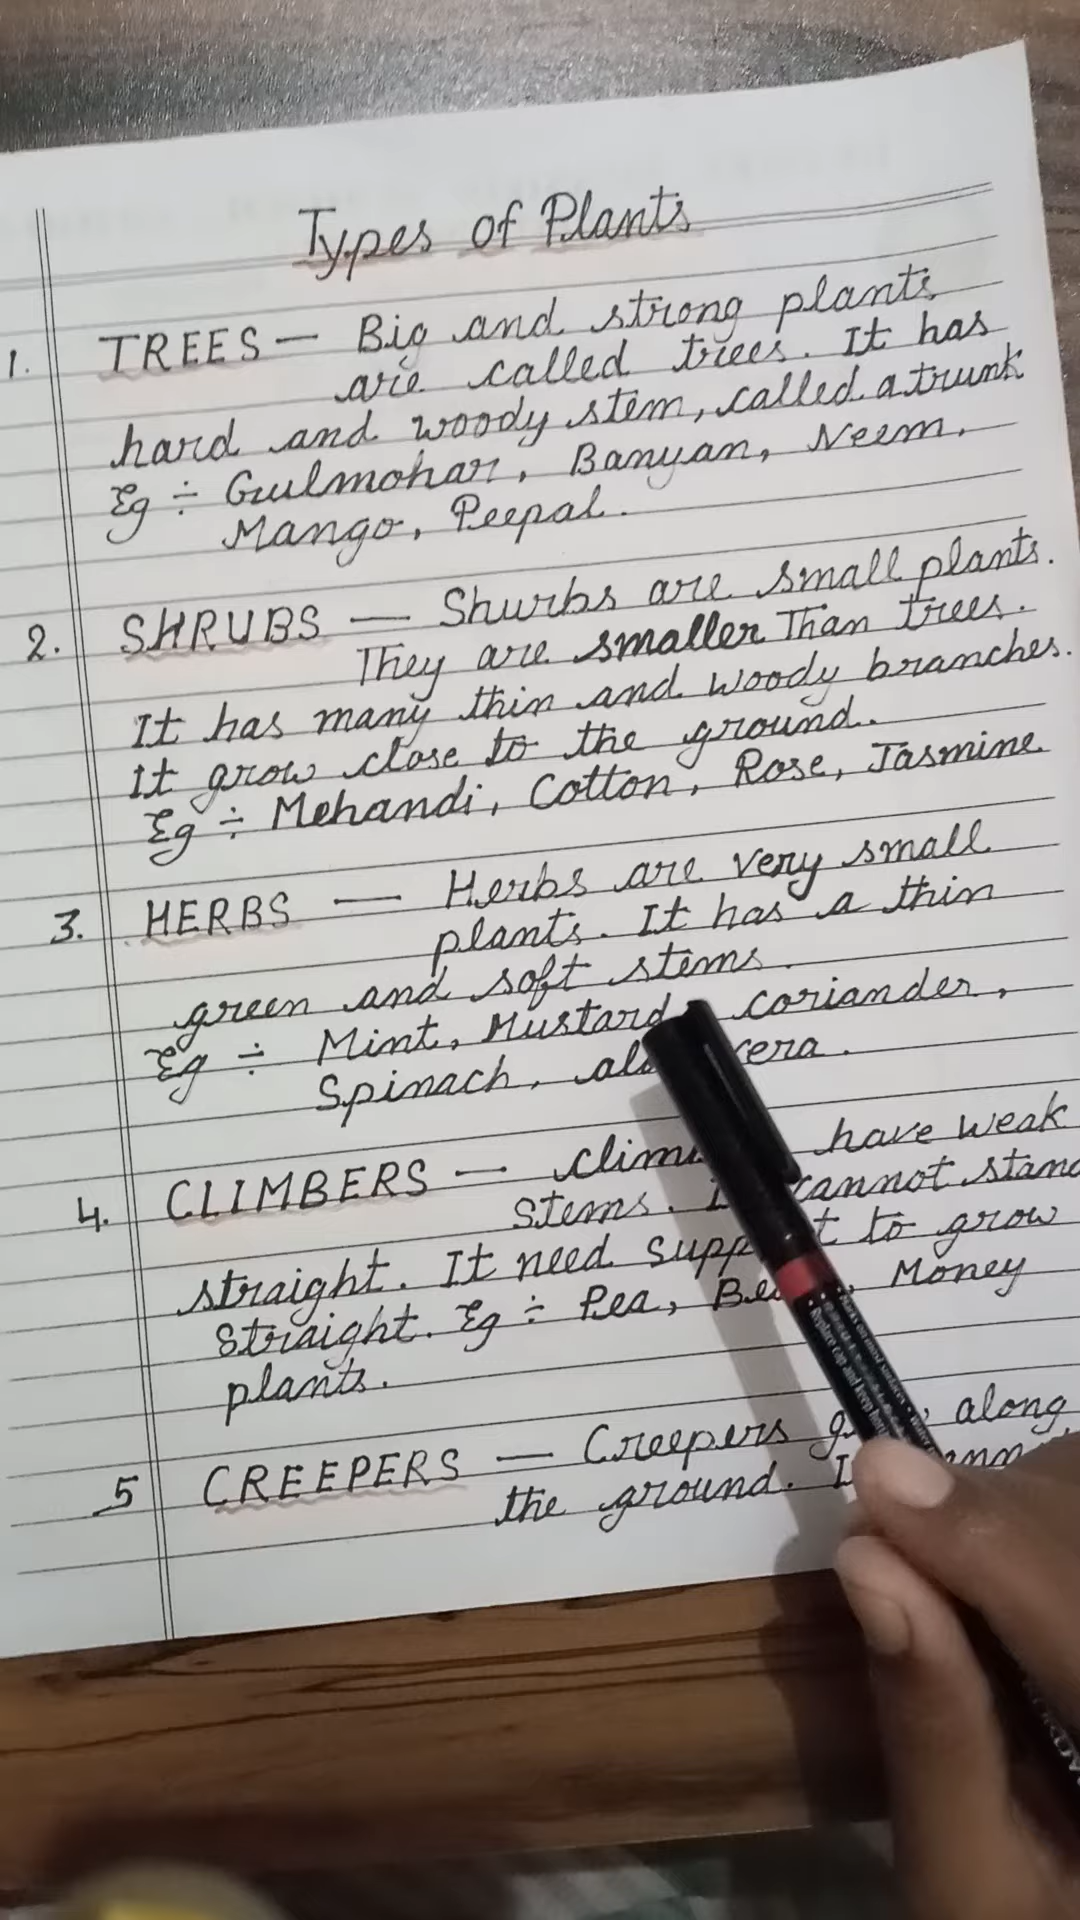 Types of Plants
1. TREES — Big and strong plants
are called trees. It has
hard and woody stem, called a trunk
Eg ÷ Gulmohar, Banyan, Neem,
Mango, Peepal.
2. SHRUBS — Shurbs are small plants.
They are smaller Than trees.
It has many thin and woody branches.
It grow close to the ground.
Eg ÷ Mehandi, Cotton, Rose, Jasmine
3. HERBS — Herbs are very small
plants. It has a thin
green and soft stems.
Eg ÷ Mint, Mustard, coriander,
Spinach, vera.
4. CLIMBERS — have weak
Stems. cannot stand
straight. It need to grow
Straight. Eg ÷ Pea, Money
plants.
5 CREEPERS — Creepers along
the ground.
Replace cap and keep